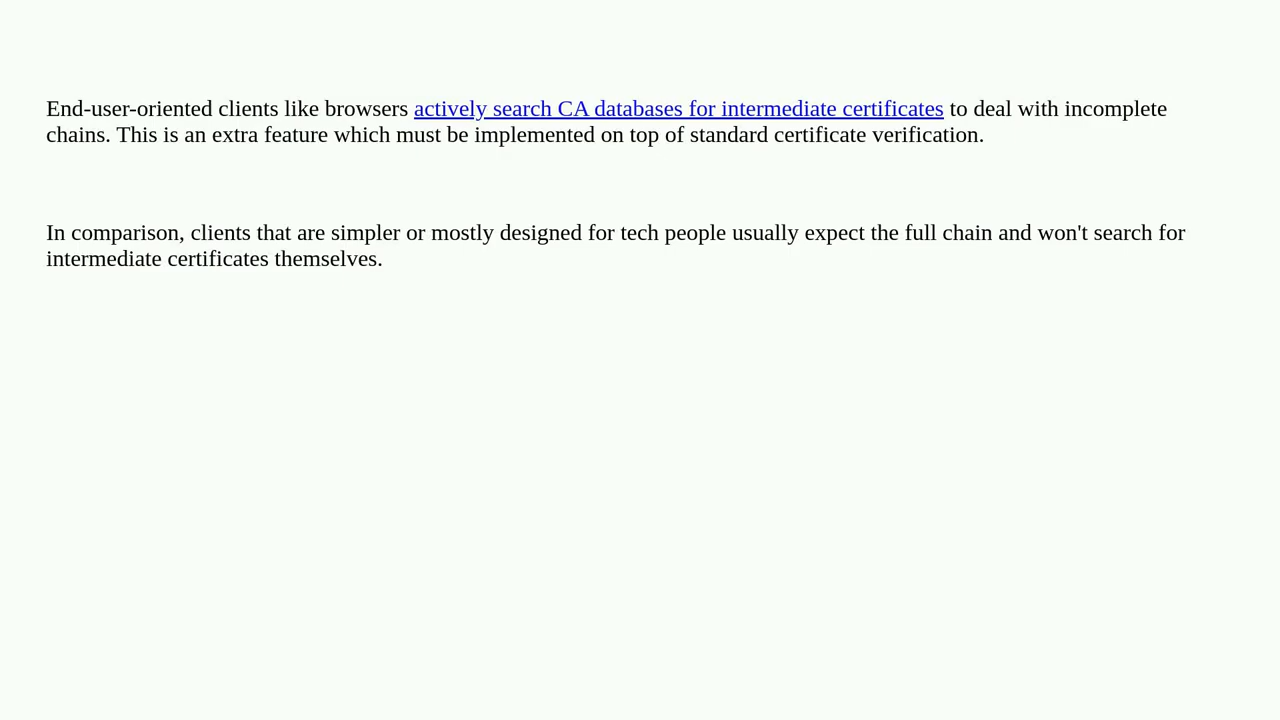 End-user-oriented clients like browsers actively search CA databases for intermediate certificates to deal with incomplete
chains. This is an extra feature which must be implemented on top of standard certificate verification.
In comparison, clients that are simpler or mostly designed for tech people usually expect the full chain and won't search for
intermediate certificates themselves.